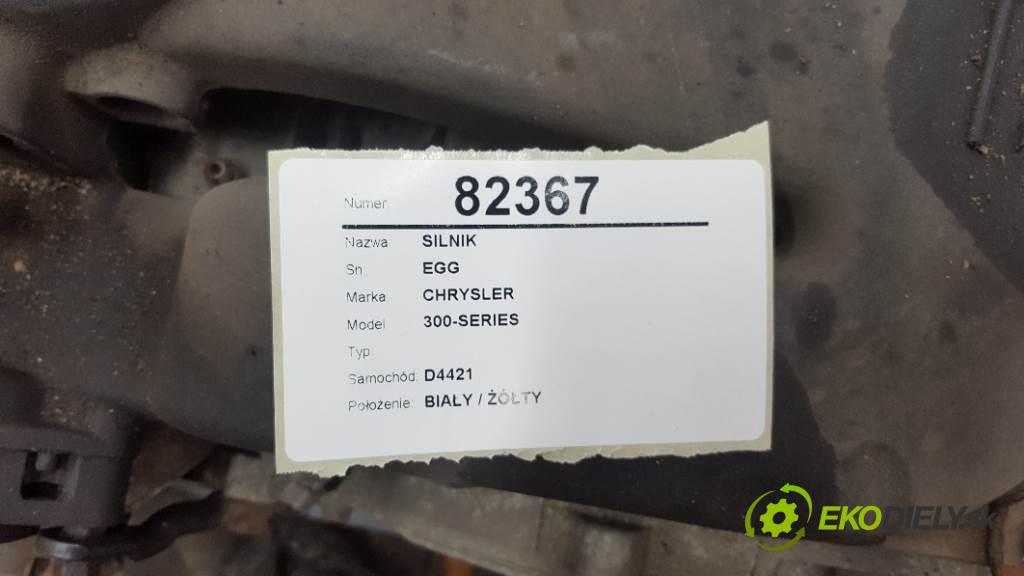 Numer: 82367
Nazwa: SILNIK
Sn: EGG
Marka: CHRYSLER
Model: 300-SERIES
Typ:
Samochód: D4421
Położenie: BIAŁY / ŻÓŁTY
EKODIELY.sk